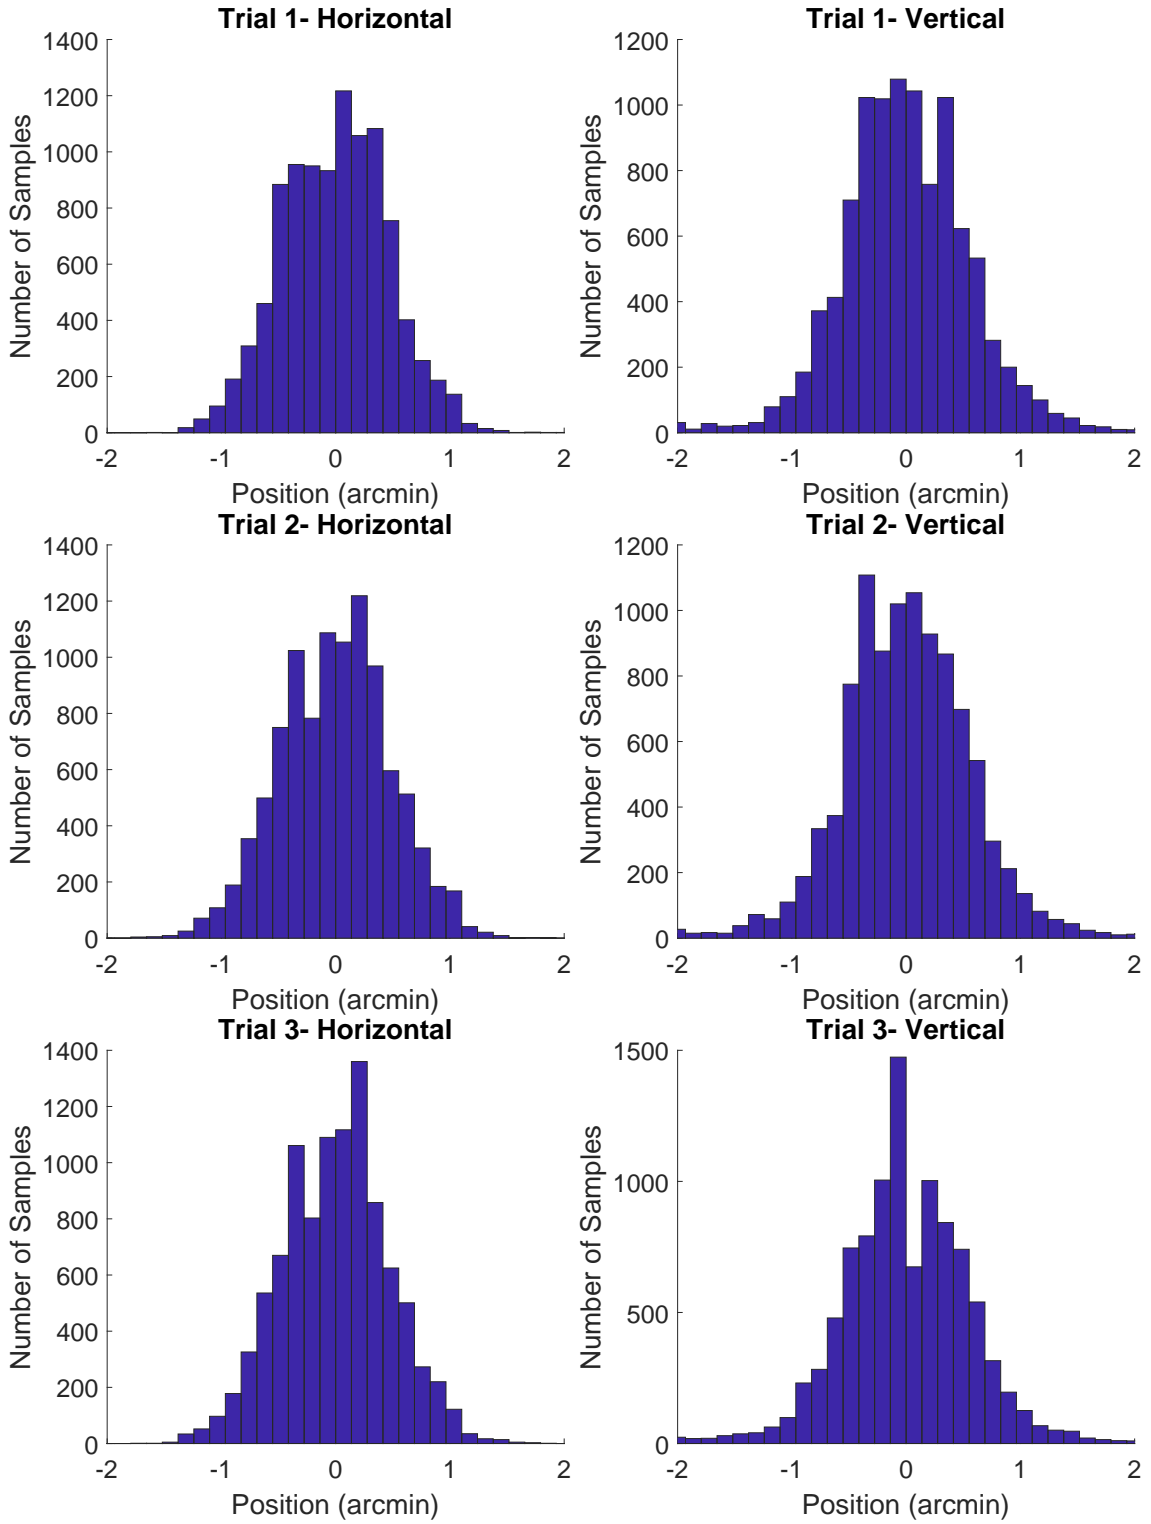 Trial 1- Horizontal
1400
1200
1000
800
600
400
200
0
-2 -1 0 1 2
Number of Samples
Position (arcmin)
Trial 1- Vertical
1200
1000
800
600
400
200
0
-2 -1 0 1 2
Number of Samples
Position (arcmin)
Trial 2- Horizontal
1400
1200
1000
800
600
400
200
0
-2 -1 0 1 2
Number of Samples
Position (arcmin)
Trial 2- Vertical
1200
1000
800
600
400
200
0
-2 -1 0 1 2
Number of Samples
Position (arcmin)
Trial 3- Horizontal
1400
1200
1000
800
600
400
200
0
-2 -1 0 1 2
Number of Samples
Position (arcmin)
Trial 3- Vertical
1500
1000
500
0
-2 -1 0 1 2
Number of Samples
Position (arcmin)